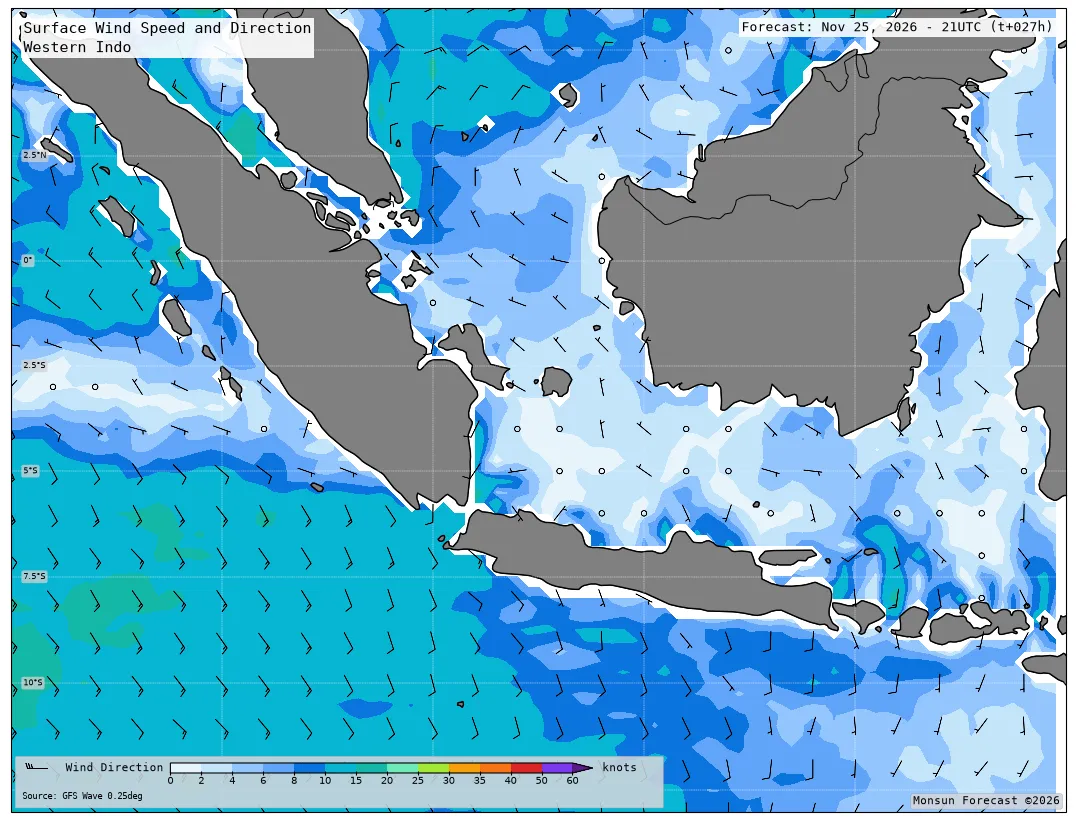 Surface Wind Speed and Direction
Western Indo
Forecast: Nov 25, 2026 - 21UTC (t+027h)
2.5°N
0°
2.5°S
5°S
7.5°S
10°S
Wind Direction
0 2 4 6 8 10 15 20 25 30 35 40 50 60
knots
Source: GFS Wave 0.25deg
Monsun Forecast ©2026